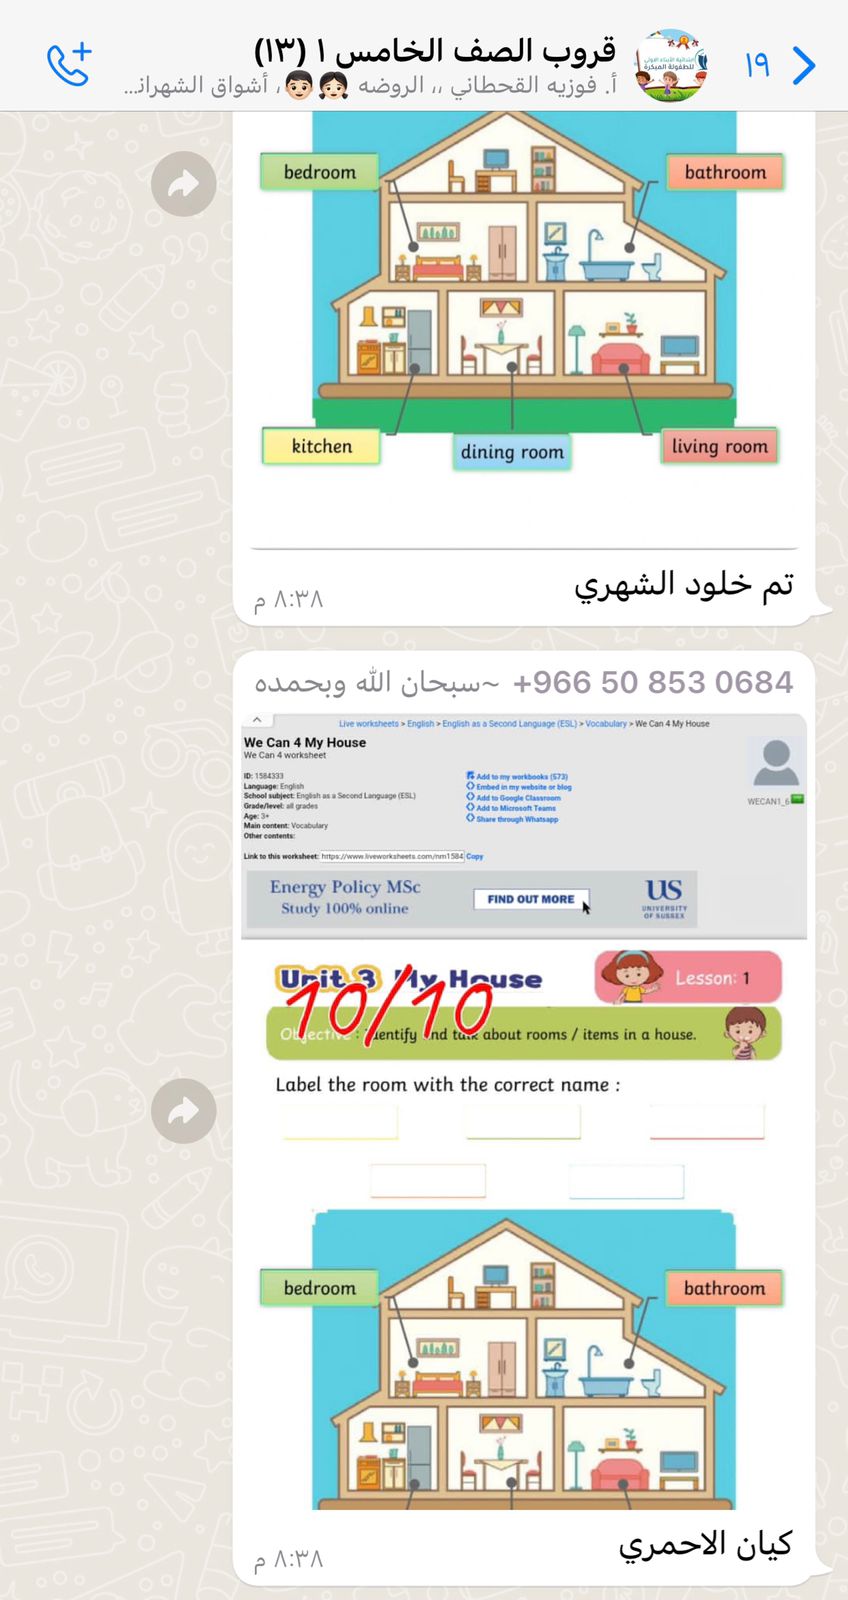 قروب الصف الخامس ١ (١٣)
أ. فوزيه القحطاني ،، الروضه 👧🏻👦🏻، أشواق الشهراذ...
١٩
bedroom
bathroom
kitchen
dining room
living room
تم خلود الشهري
٨:٣٨ م
+966 50 853 0684 ~سبحان الله وبحمده
Live worksheets > English > English as a Second Language (ESL) > Vocabulary > We Can 4 My House
We Can 4 My House
We Can 4 worksheet
ID: 1584333
Language: English
School subject: English as a Second Language (ESL)
Grade/level: all grades
Age: 3+
Main content: Vocabulary
Other contents:
Add to my workbooks (573)
Embed in my website or blog
Add to Google Classroom
Add to Microsoft Teams
Share through Whatsapp
WECAN1_6
Link to this worksheet: https://www.liveworksheets.com/nm1584 Copy
Energy Policy MSc
Study 100% online
FIND OUT MORE
US
UNIVERSITY
OF SUSSEX
Unit 3 My House
Lesson: 1
10/10
Objective : Identify and talk about rooms / items in a house.
Label the room with the correct name :
bedroom
bathroom
كيان الاحمري
٨:٣٨ م